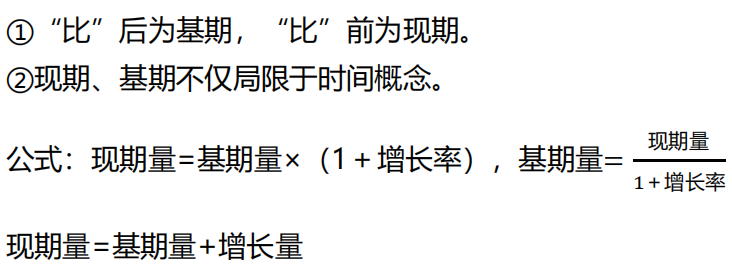 ①“比”后为基期，“比”前为现期。
②现期、基期不仅局限于时间概念。
公式：现期量=基期量×（1＋增长率），基期量=现期量/1+增长率
现期量=基期量+增长量